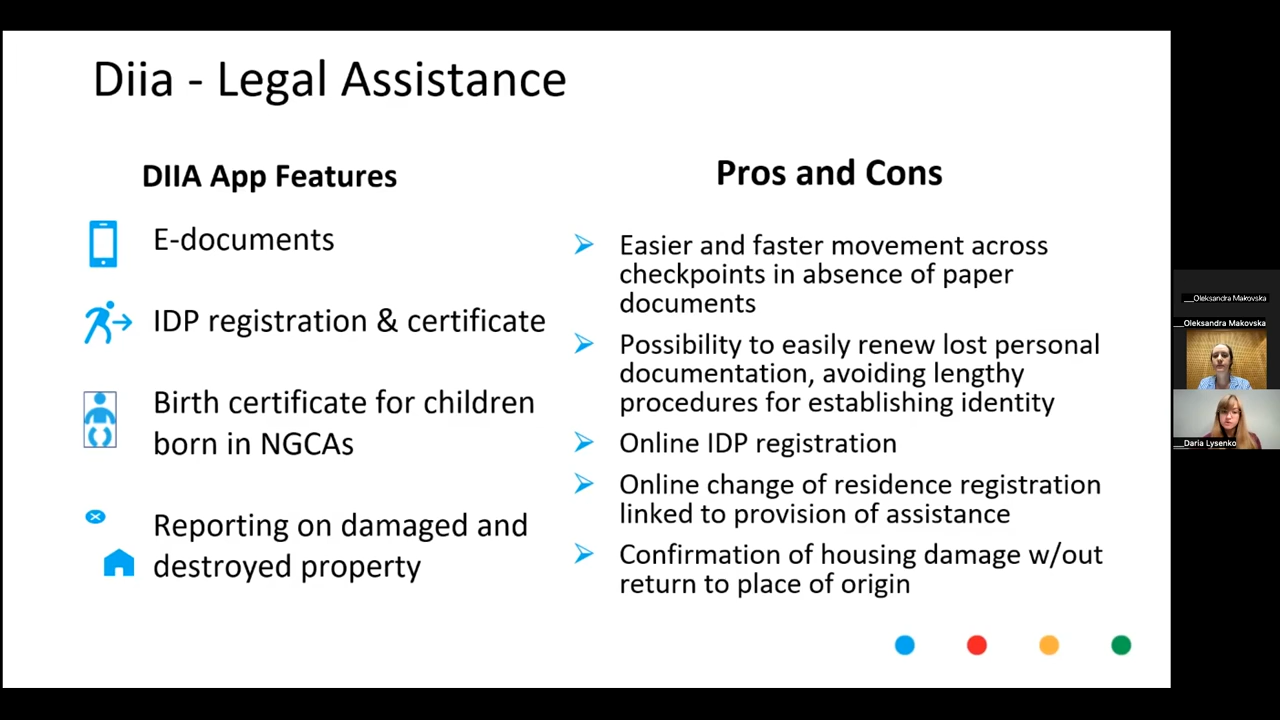 Diia - Legal Assistance
DIIA App Features
E-documents
IDP registration & certificate
Birth certificate for children
born in NGCAs
Reporting on damaged and
destroyed property
Pros and Cons
Easier and faster movement across
checkpoints in absence of paper
documents
Possibility to easily renew lost personal
documentation, avoiding lengthy
procedures for establishing identity
Online IDP registration
Online change of residence registration
linked to provision of assistance
Confirmation of housing damage w/out
return to place of origin
__Oleksandra Makovska
__Oleksandra Makovska
__Daria Lysenko